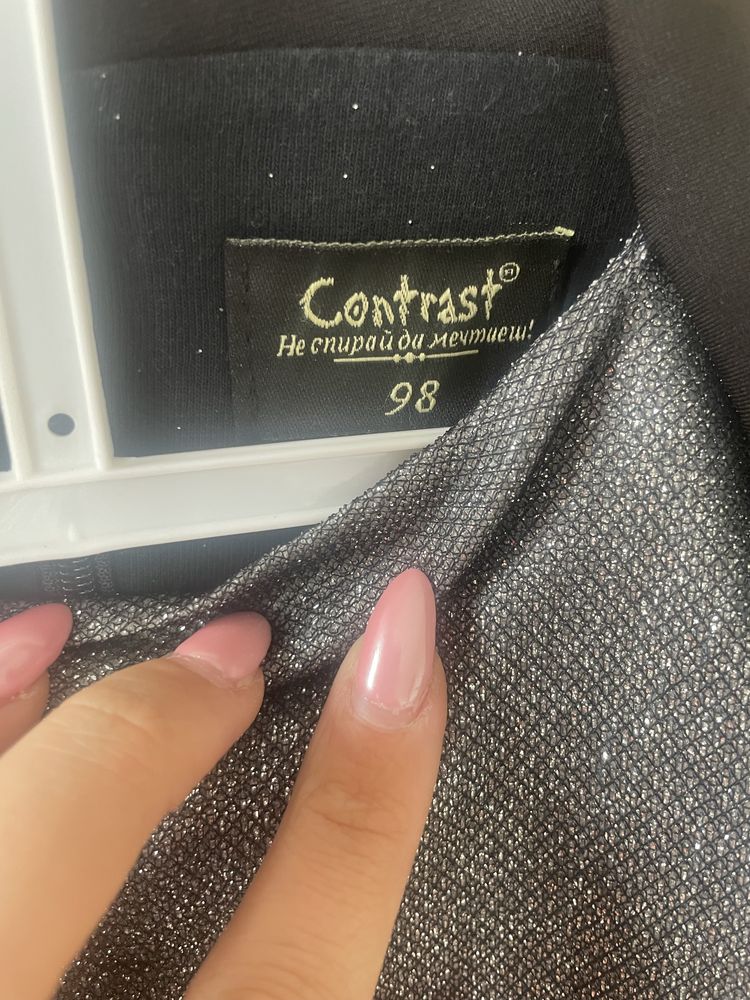 Contrast®
Не спирай да мечтаеш!
98